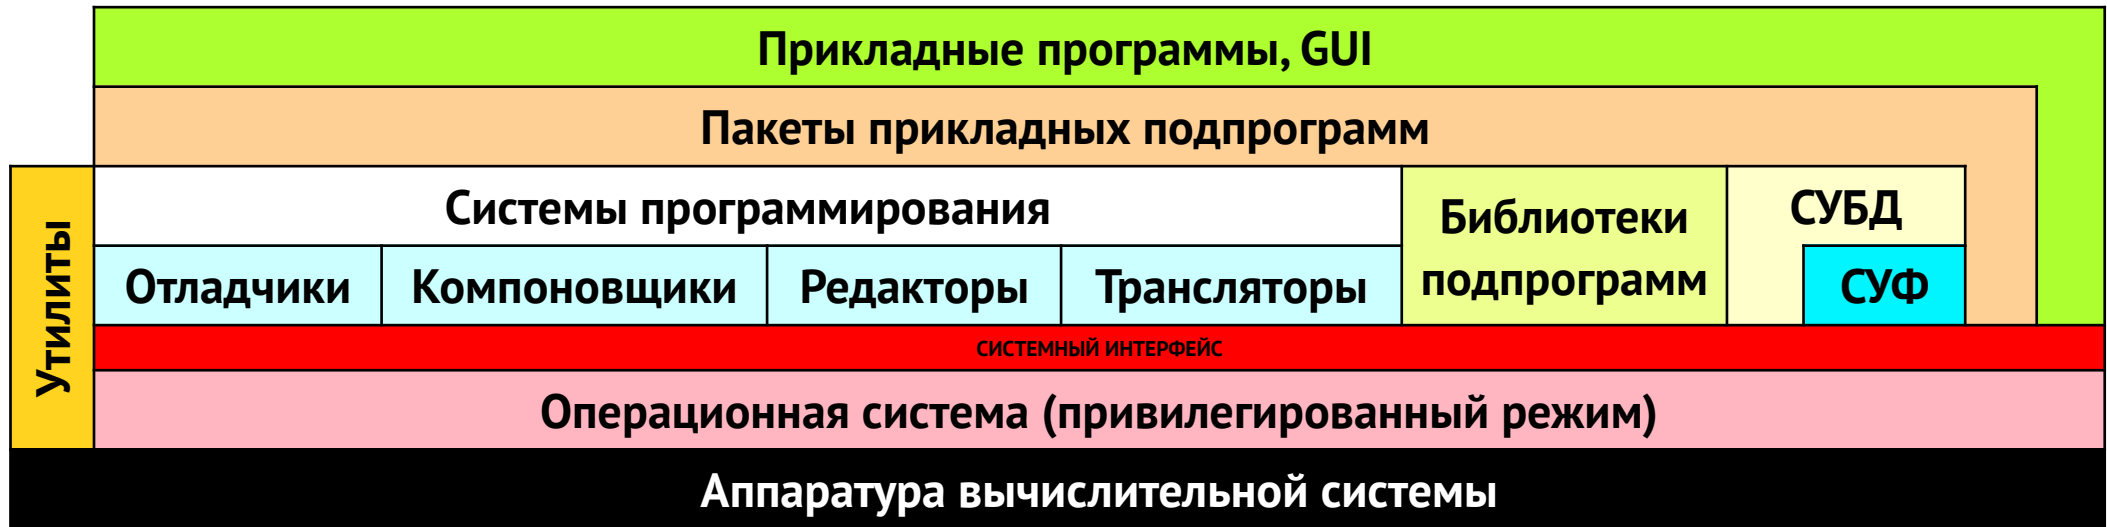 Прикладные программы, GUI
Пакеты прикладных подпрограмм
Утилиты
Системы программирования
Библиотеки
подпрограмм
СУБД
Отладчики
Компоновщики
Редакторы
Трансляторы
СУФ
СИСТЕМНЫЙ ИНТЕРФЕЙС
Операционная система (привилегированный режим)
Аппаратура вычислительной системы